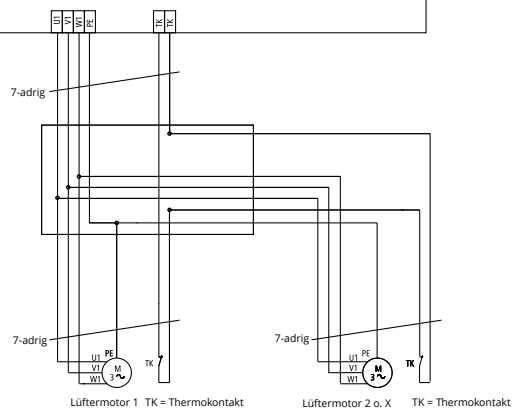 U1 V1 W1 PE TK TK
7-adrig
7-adrig
7-adrig
PE
U1
V1
W1
M
3
TK
PE
U1
V1
W1
M
3
TK
Lüftermotor 1 TK = Thermokontakt
Lüftermotor 2 o. X TK = Thermokontakt